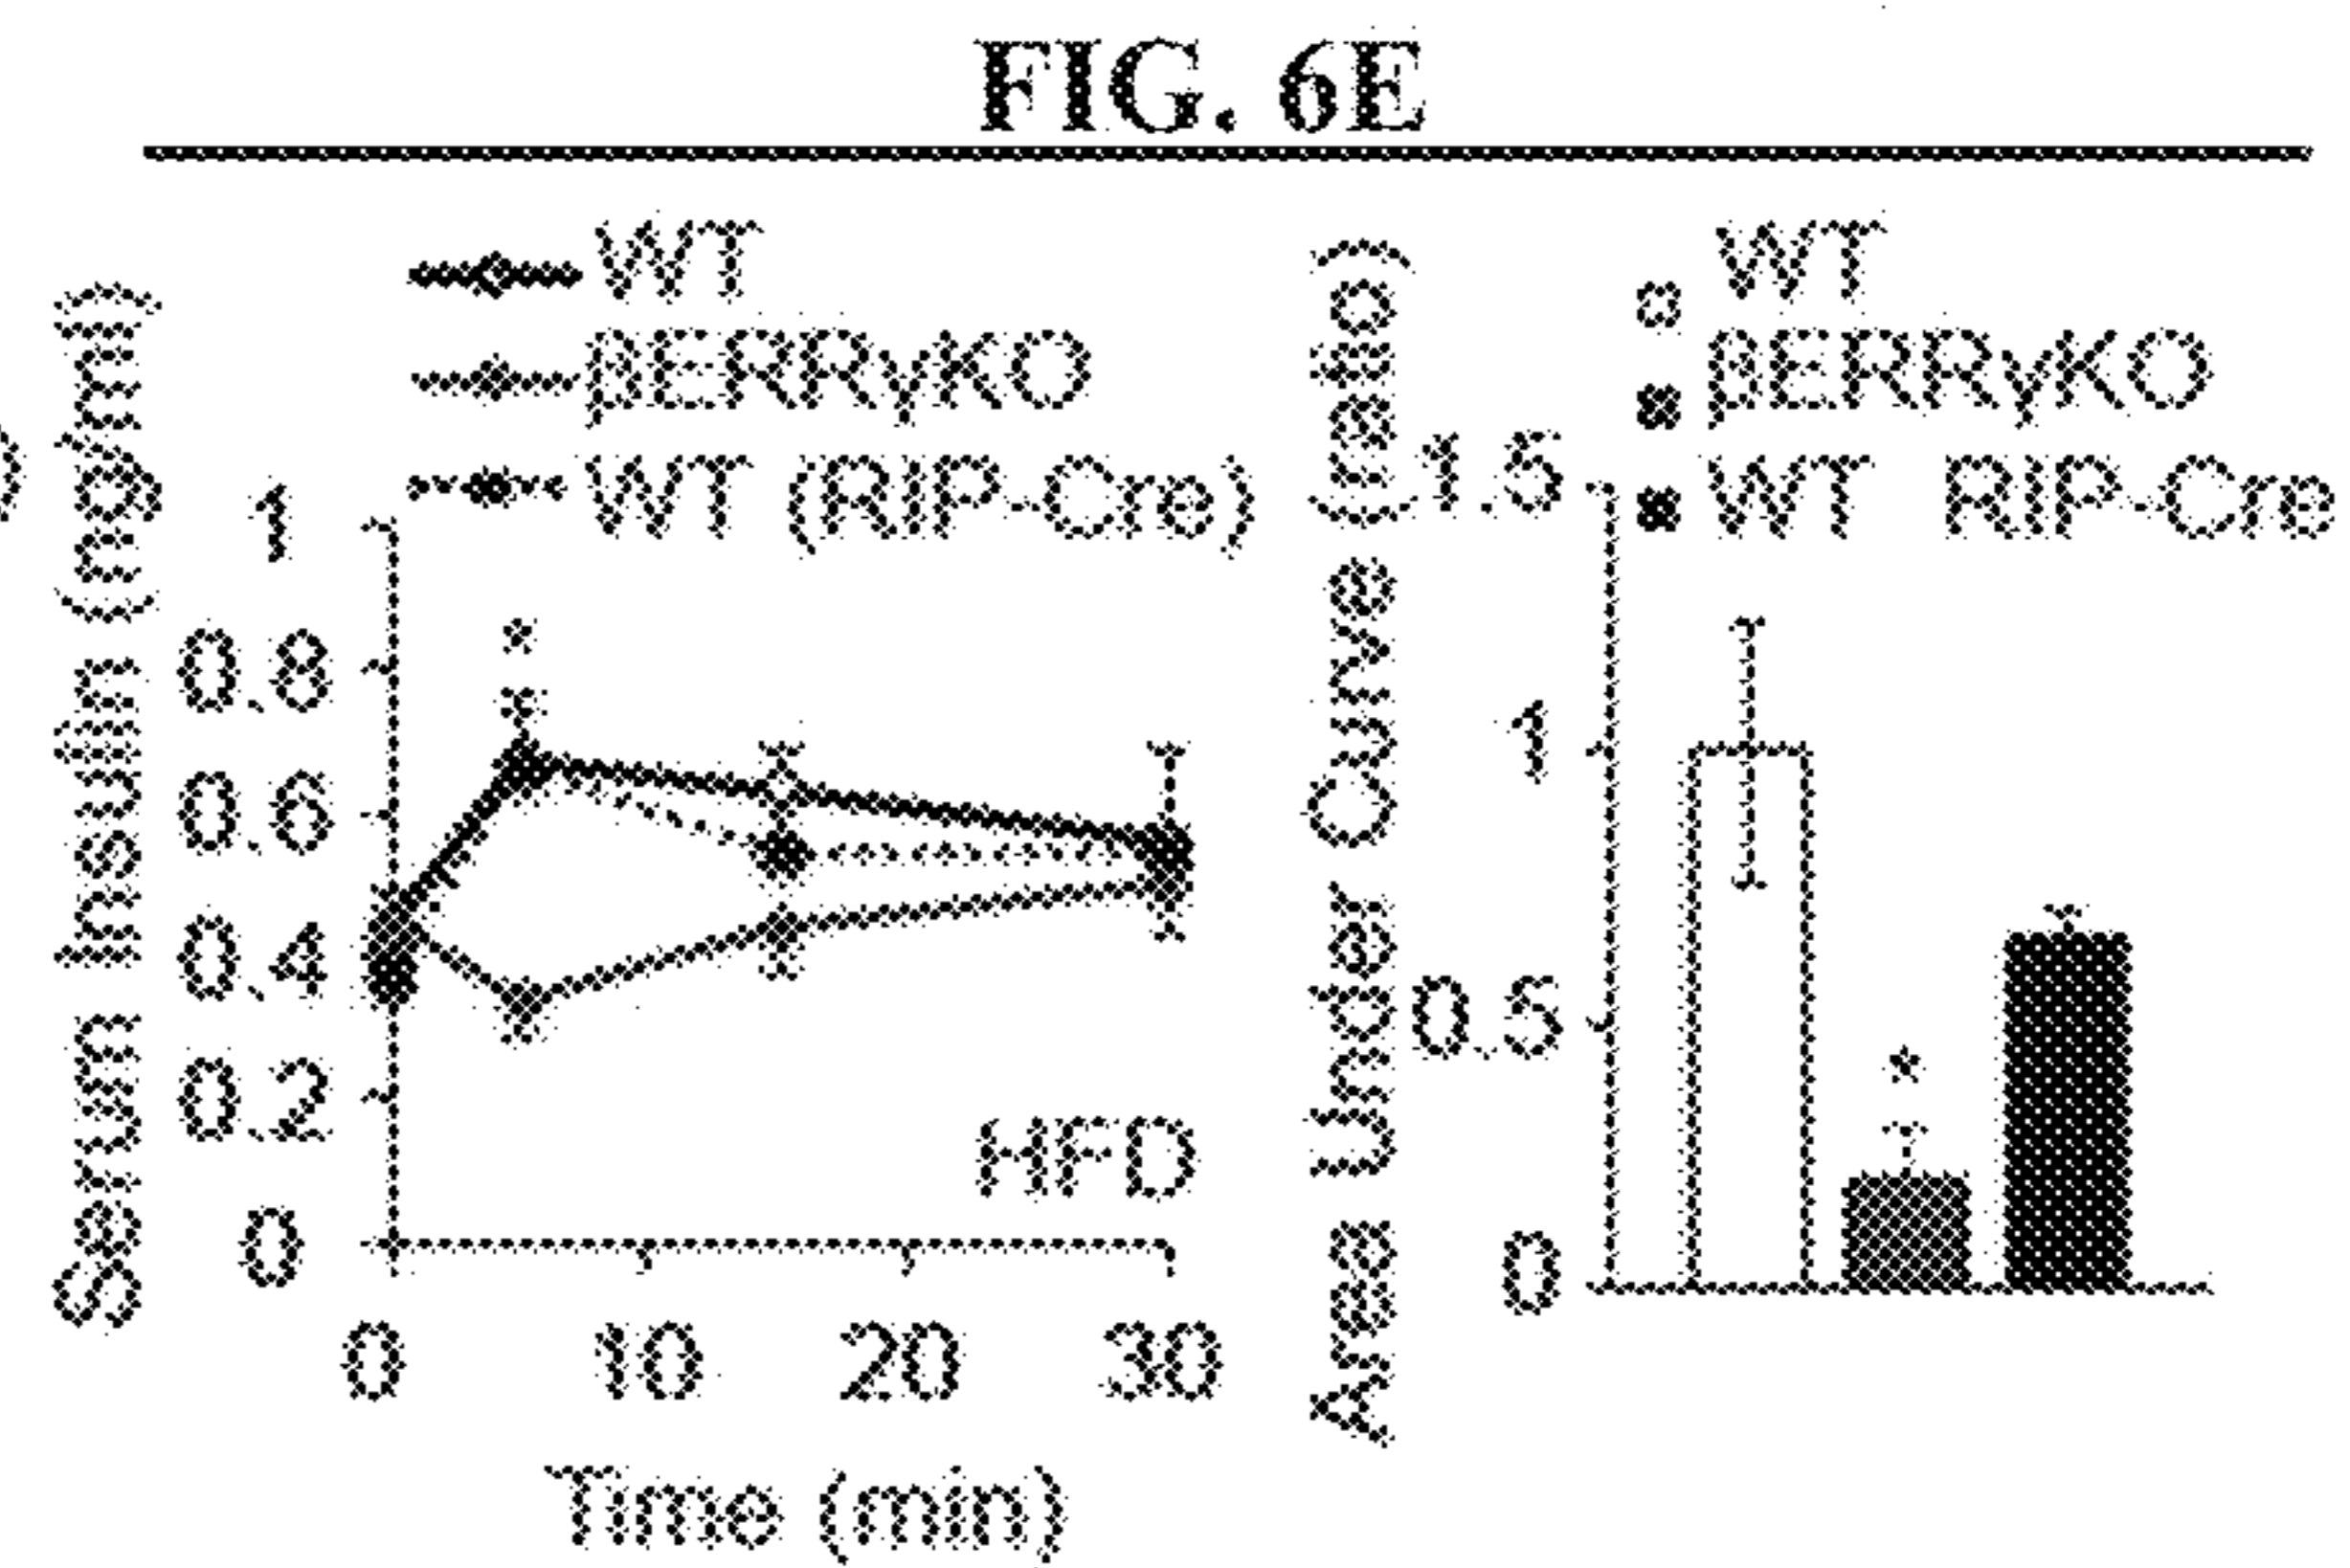 FIG. 6E
Serum Insulin (ng/ml)
WT
βERRγKO
WT (RIP-Cre)
1
0.8
0.6
0.4
0.2
0
*
HFD
0
10
20
30
Time (min)
Area Under Curve (ratio)
WT
βERRγKO
WT RIP-Cre
1.5
1
0.5
0
*